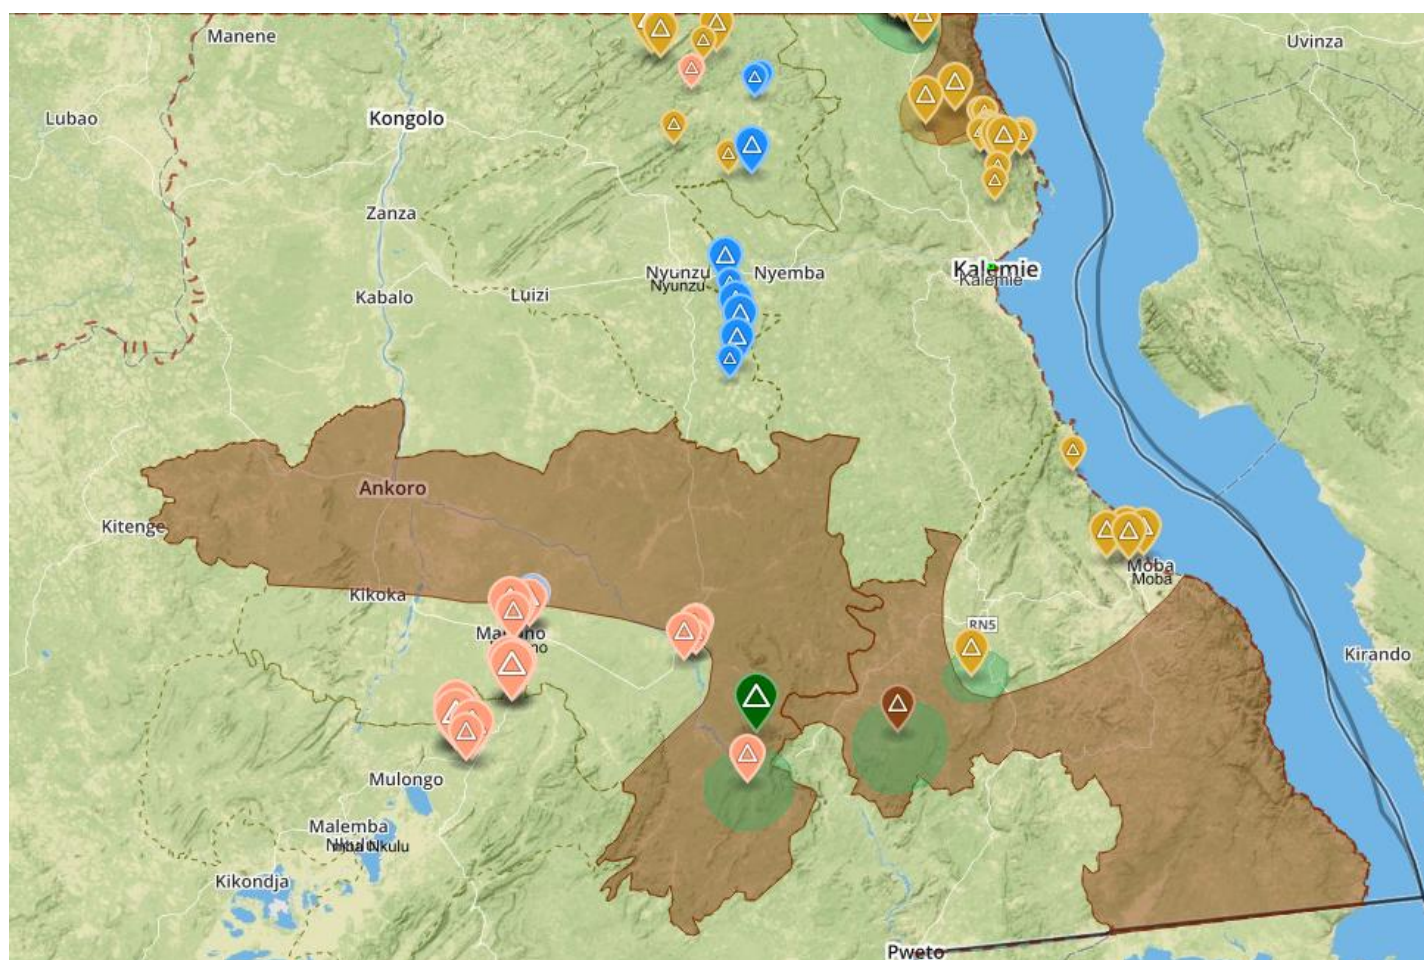 Manene
Uvinza
Lubao
Kongolo
Zanza
Nyunzu
Nyunzu
Nyemba
Kalemie
Kalemie
Kabalo
Luizi
Ankoro
Kitenge
Moba
Moba
Kikoka
RN5
Kirando
Mulongo
Malemba
Nkulu
Kikondja
Pweto